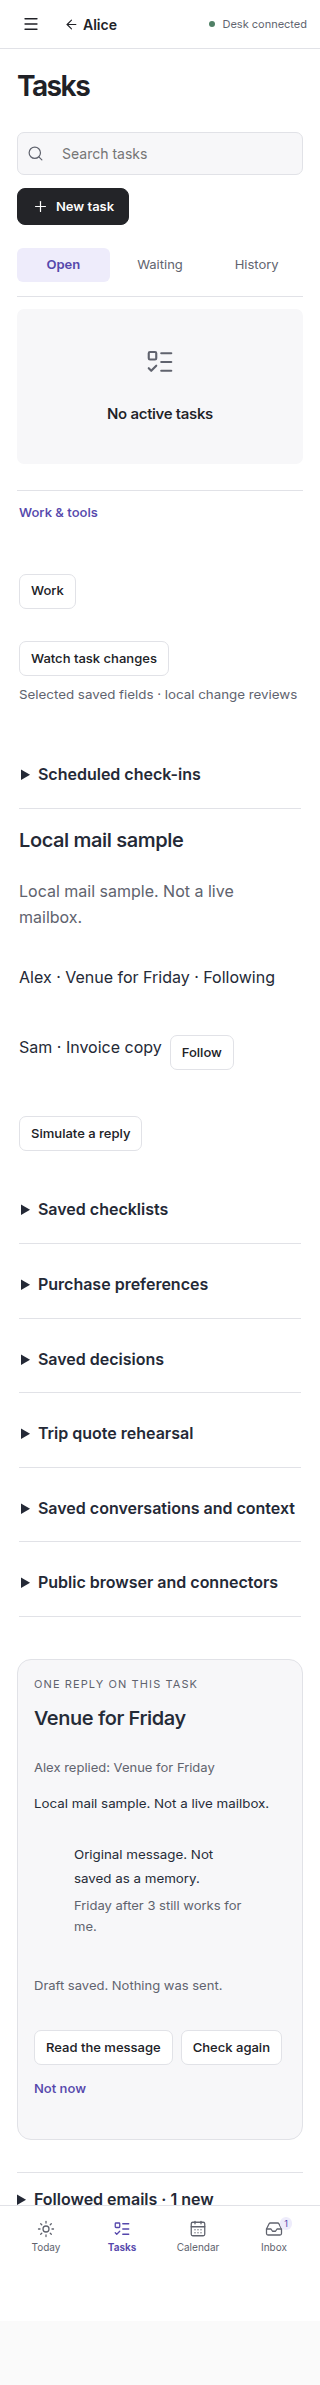 Alice
Desk connected
Tasks
Search tasks
New task
Open
Waiting
History
No active tasks
Work & tools
Work
Watch task changes
Selected saved fields · local change reviews
Scheduled check-ins
Local mail sample
Local mail sample. Not a live
mailbox.
Alex · Venue for Friday · Following
Sam · Invoice copy
Follow
Simulate a reply
Saved checklists
Purchase preferences
Saved decisions
Trip quote rehearsal
Saved conversations and context
Public browser and connectors
ONE REPLY ON THIS TASK
Venue for Friday
Alex replied: Venue for Friday
Local mail sample. Not a live mailbox.
Original message. Not
saved as a memory.
Friday after 3 still works for
me.
Draft saved. Nothing was sent.
Read the message
Check again
Not now
Followed emails · 1 new
1
Today
Tasks
Calendar
Inbox